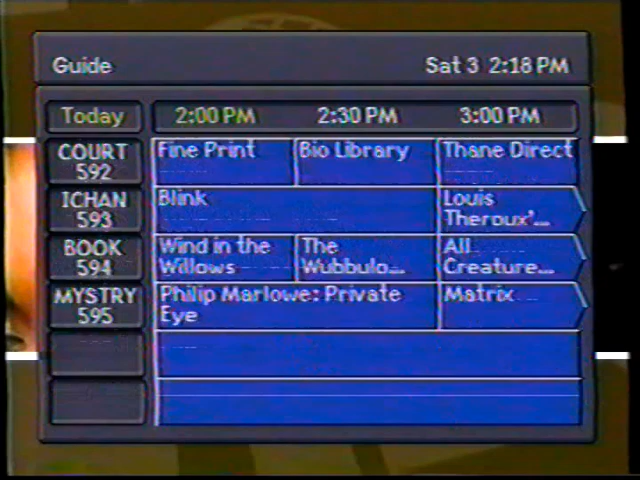 Guide Sat 3 2:18 PM
Today 2:00 PM 2:30 PM 3:00 PM
COURT 592 Fine Print Bio Library Thane Direct
ICHAN 593 Blink Louis Theroux'...
BOOK 594 Wind in the Willows The Wubbulo... All Creature...
MYSTRY 595 Philip Marlowe: Private Eye Matrix